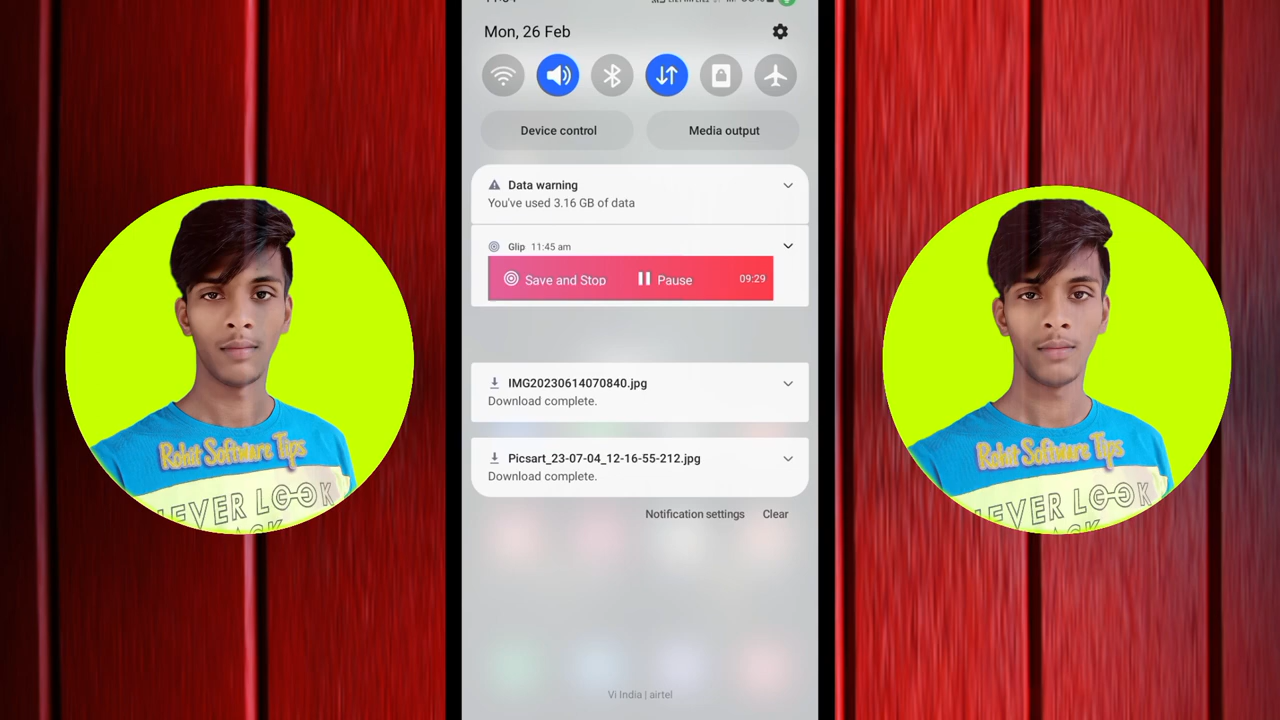 Mon, 26 Feb
Device control
Media output
Data warning
You've used 3.16 GB of data
Glip 11:45 am
Save and Stop
Pause
09:29
IMG20230614070840.jpg
Download complete.
Picsart_23-07-04_12-16-55-212.jpg
Download complete.
Notification settings
Clear
Vi India | airtel
Rohit Software Tips
EVER LOOK
Rohit Software Tips
EVER LOOK